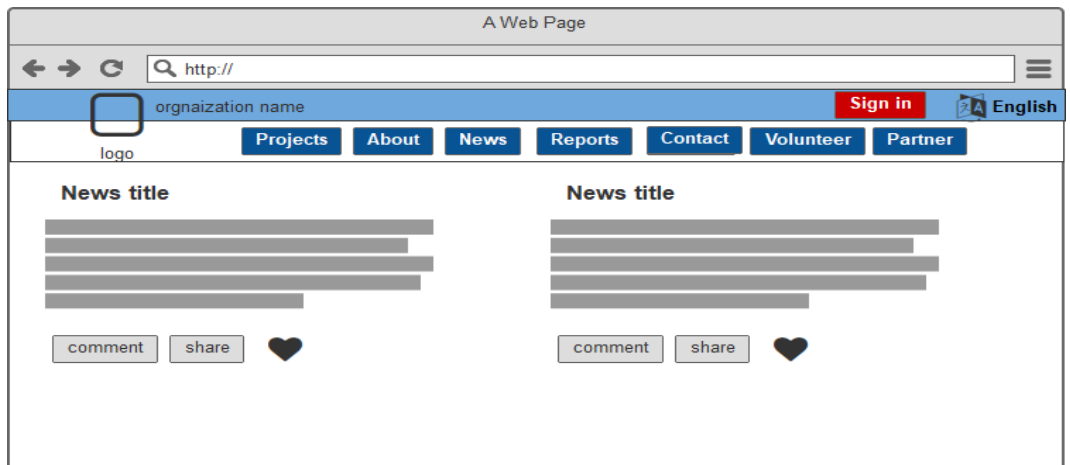 A Web Page
http://
orgnaization name Sign in English
logo Projects About News Reports Contact Volunteer Partner
News title News title
comment share comment share